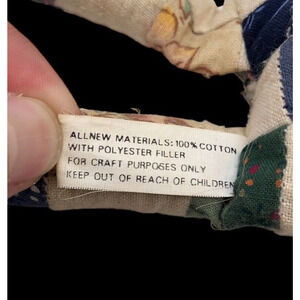 ALLNEW MATERIALS: 100% COTTON
WITH POLYESTER FILLER
FOR CRAFT PURPOSES ONLY
KEEP OUT OF REACH OF CHILDREN